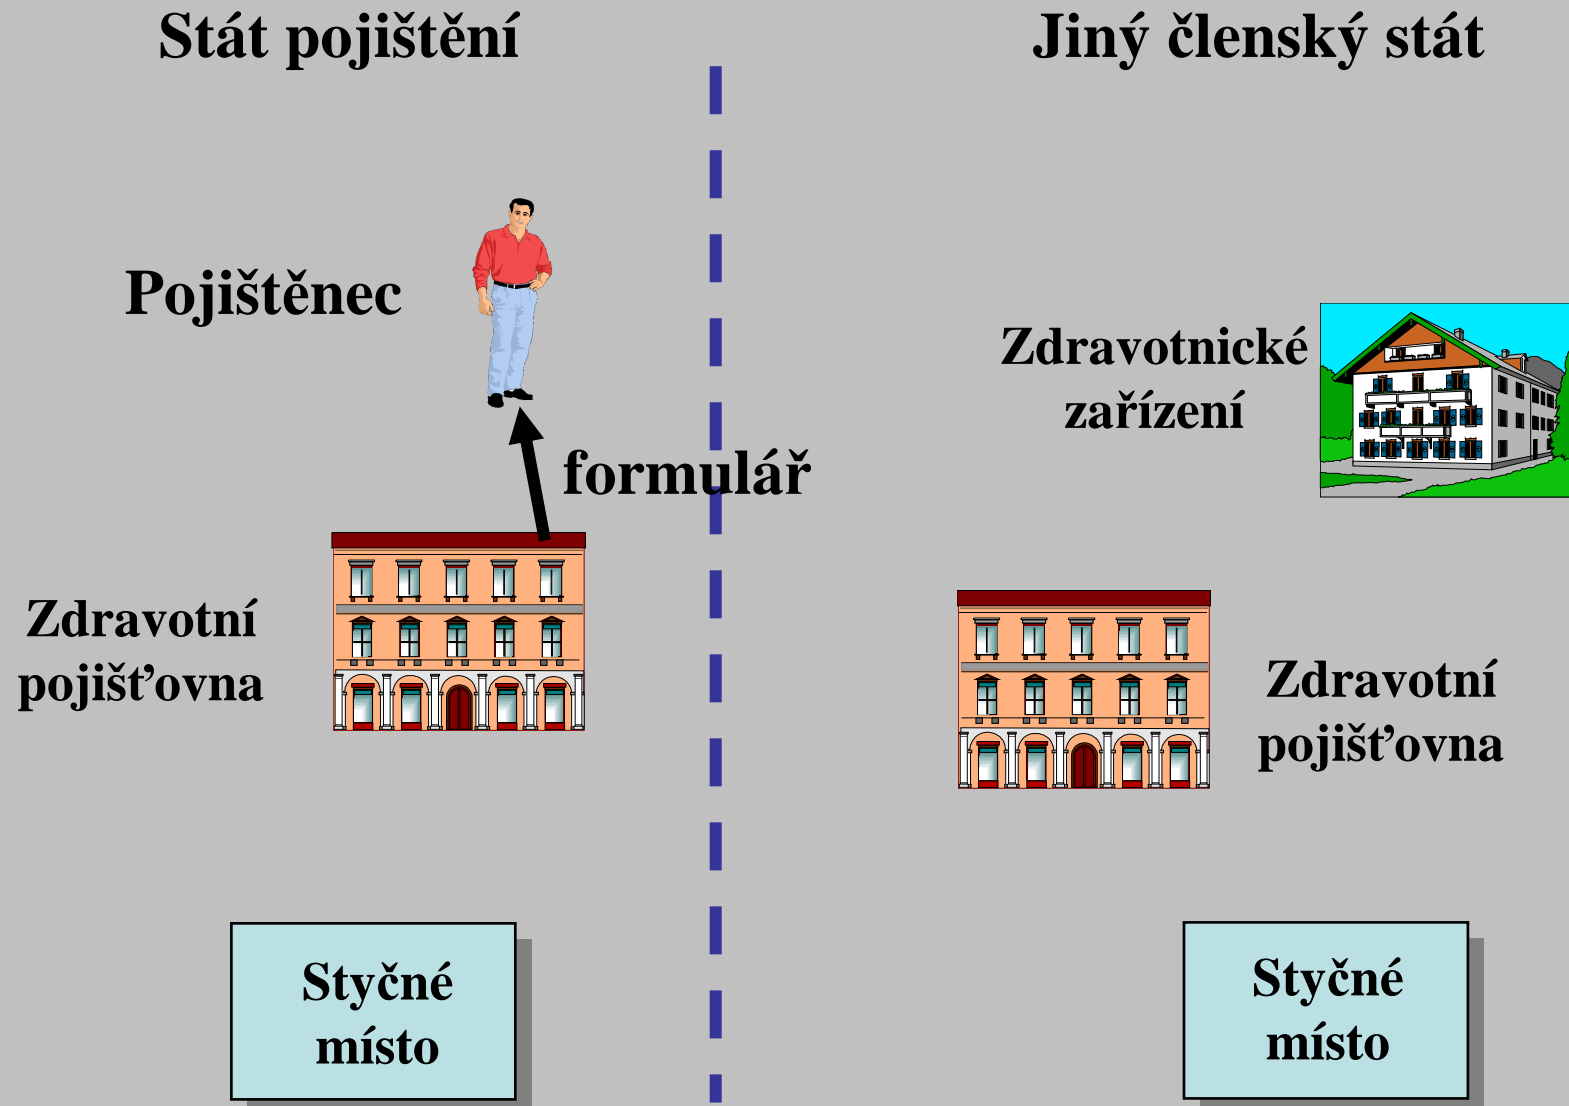 Stát pojištění
Jiný členský stát
Pojištěnec
Zdravotnické
zařízení
formulář
Zdravotní
pojišťovna
Zdravotní
pojišťovna
Styčné
místo
Styčné
místo